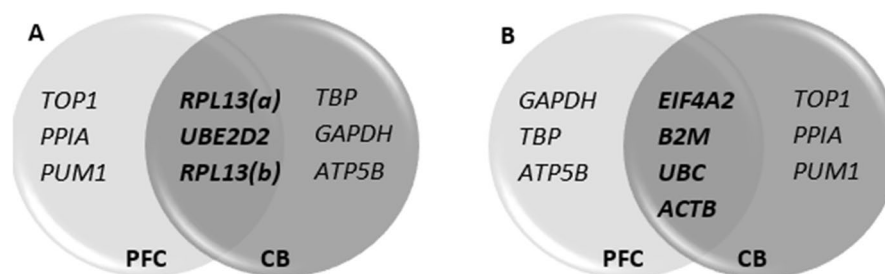 A
TOP1
PPIA
PUM1
RPL13(a)
UBE2D2
RPL13(b)
TBP
GAPDH
ATP5B
PFC
CB
B
GAPDH
TBP
ATP5B
EIF4A2
B2M
UBC
ACTB
TOP1
PPIA
PUM1
PFC
CB